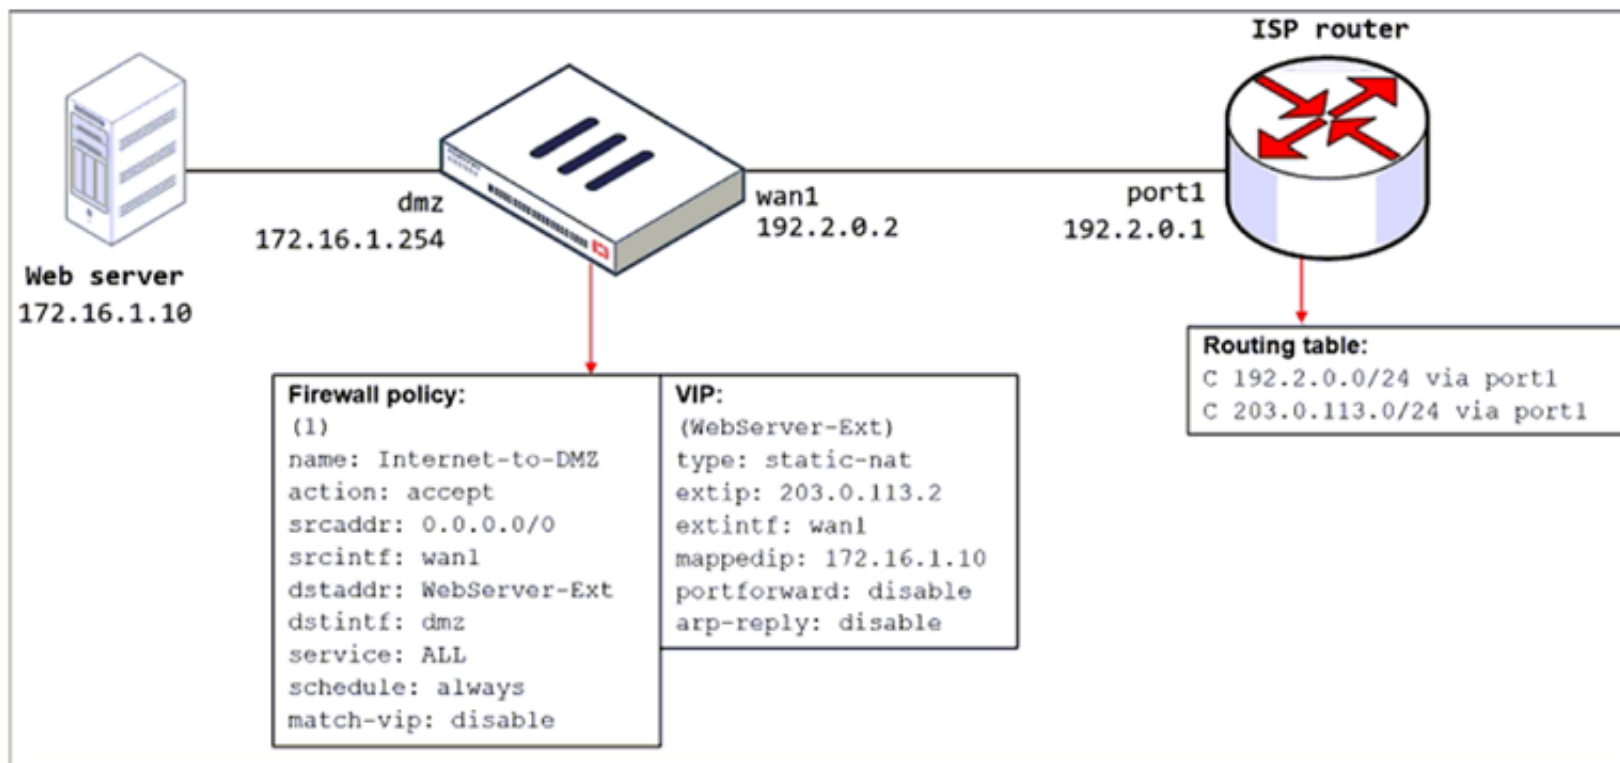 ISP router
dmz
172.16.1.254
wan1
192.2.0.2
port1
192.2.0.1
Web server
172.16.1.10
Routing table:
C 192.2.0.0/24 via port1
C 203.0.113.0/24 via port1
Firewall policy:
(1)
name: Internet-to-DMZ
action: accept
srcaddr: 0.0.0.0/0
srcintf: wan1
dstaddr: WebServer-Ext
dstintf: dmz
service: ALL
schedule: always
match-vip: disable
VIP:
(WebServer-Ext)
type: static-nat
extip: 203.0.113.2
extintf: wan1
mappedip: 172.16.1.10
portforward: disable
arp-reply: disable